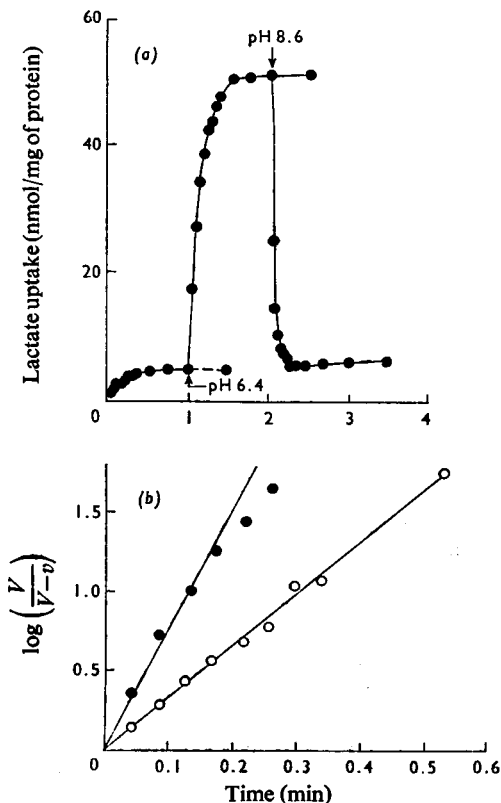 60
(a)
pH 8.6
40
20
0
pH 6.4
1
2
3
4
Lactate uptake (nmol/mg of protein)
(b)
1.5
1.0
0.5
0
0.1
0.2
0.3
0.4
0.5
0.6
log (V/V−v)
Time (min)